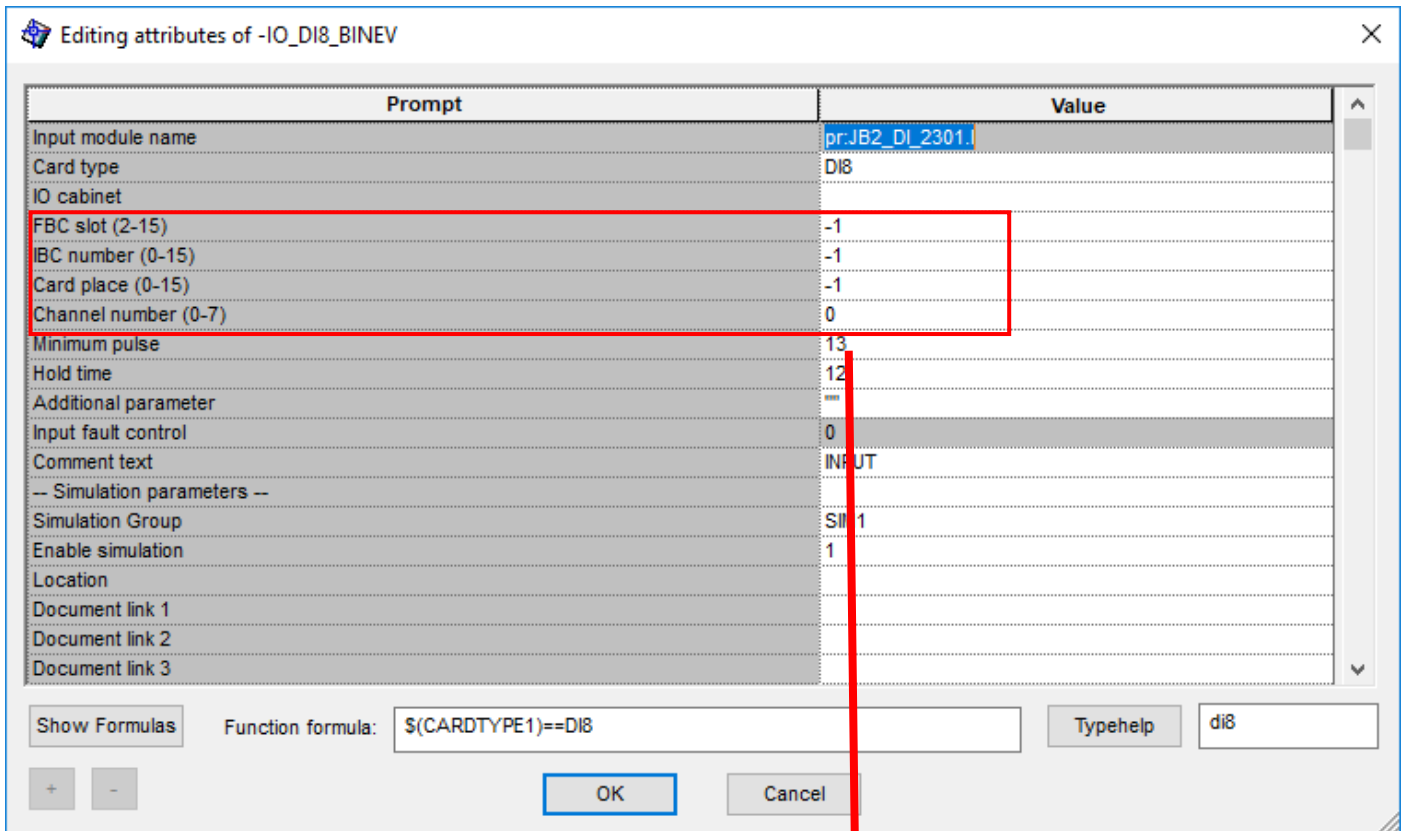 Editing attributes of -IO_DI8_BINEV
Prompt Value
Input module name pr:JB2_DI_2301.
Card type DI8
IO cabinet
FBC slot (2-15) -1
IBC number (0-15) -1
Card place (0-15) -1
Channel number (0-7) 0
Minimum pulse 13
Hold time 12
Additional parameter ""
Input fault control 0
Comment text INPUT
-- Simulation parameters --
Simulation Group SIM1
Enable simulation 1
Location
Document link 1
Document link 2
Document link 3
Show Formulas Function formula: $(CARDTYPE1)==DI8 Typehelp di8
+ - OK Cancel